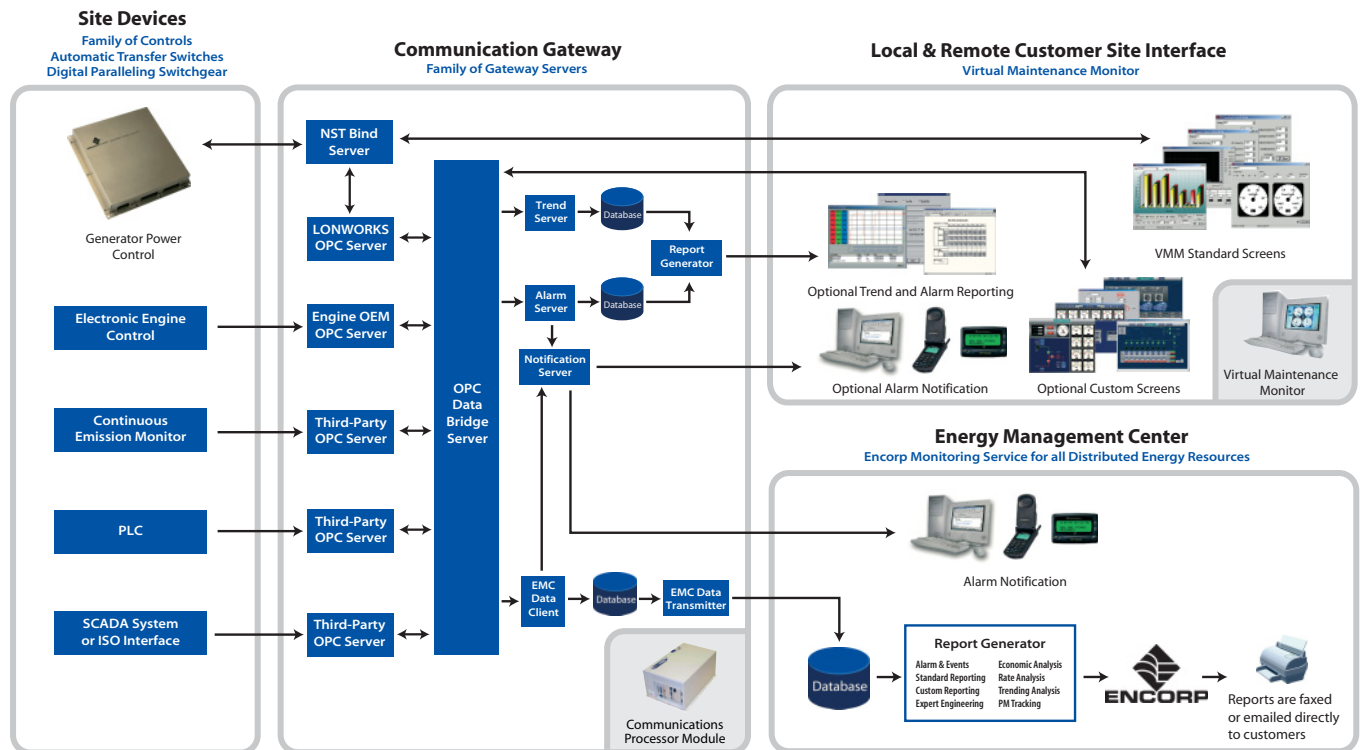 Site Devices
Family of Controls
Automatic Transfer Switches
Digital Paralleling Switchgear
Generator Power
Control
Electronic Engine
Control
Continuous
Emission Monitor
PLC
SCADA System
or ISO Interface
Communication Gateway
Family of Gateway Servers
NST Bind
Server
LONWORKS
OPC Server
Engine OEM
OPC Server
Third-Party
OPC Server
Third-Party
OPC Server
Third-Party
OPC Server
OPC
Data
Bridge
Server
Trend
Server
Database
Report
Generator
Alarm
Server
Database
Notification
Server
EMC
Data
Client
Database
EMC Data
Transmitter
Communications
Processor Module
Local & Remote Customer Site Interface
Virtual Maintenance Monitor
VMM Standard Screens
Optional Trend and Alarm Reporting
Optional Alarm Notification
Optional Custom Screens
Virtual Maintenance
Monitor
Energy Management Center
Encorp Monitoring Service for all Distributed Energy Resources
Alarm Notification
Database
Report Generator
Alarm & Events
Standard Reporting
Custom Reporting
Expert Engineering
Economic Analysis
Rate Analysis
Trending Analysis
PM Tracking
ENCORP
Reports are faxed
or emailed directly
to customers